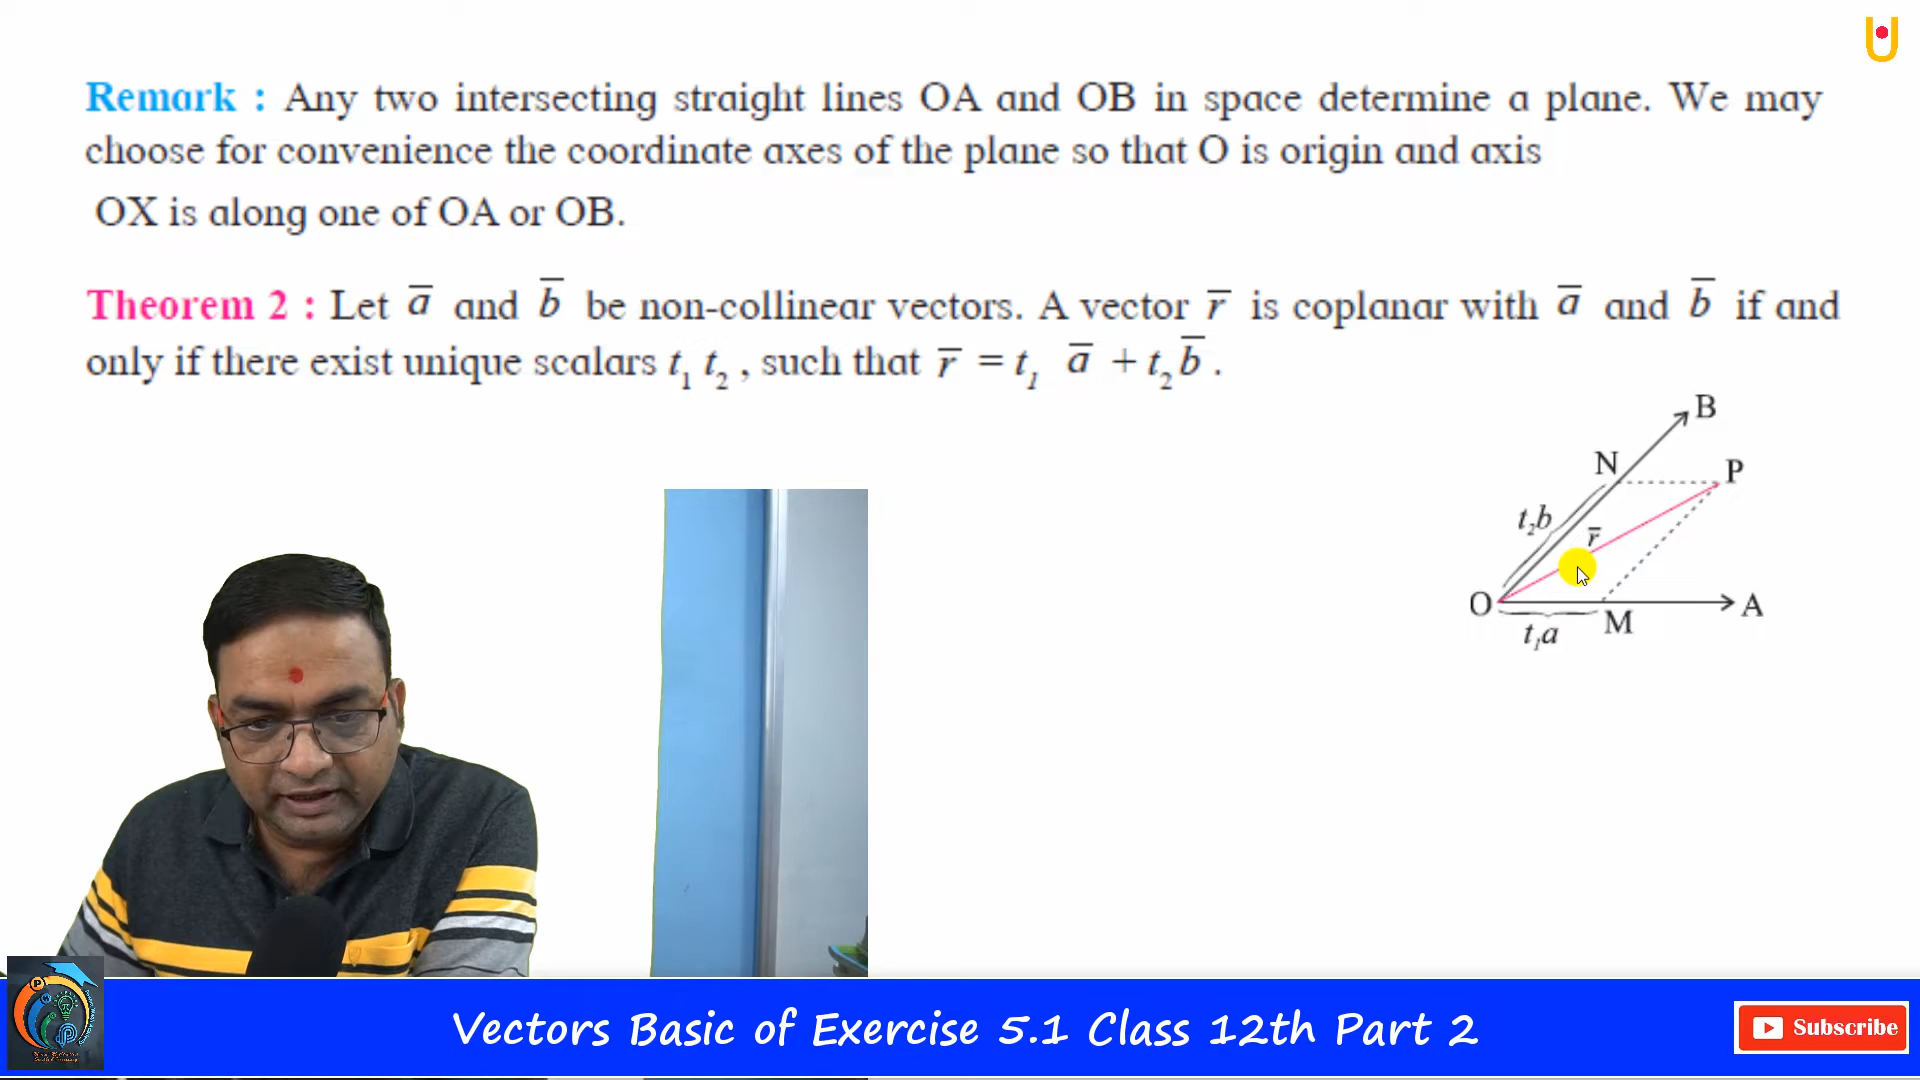 Remark : Any two intersecting straight lines OA and OB in space determine a plane. We may
choose for convenience the coordinate axes of the plane so that O is origin and axis
OX is along one of OA or OB.
Theorem 2 : Let a̅ and b̅ be non-collinear vectors. A vector r̅ is coplanar with a̅ and b̅ if and
only if there exist unique scalars t₁ t₂ , such that r̅ = t₁ a̅ + t₂ b̅ .
B
N
P
t₂b
r̅
O
A
t₁a
M
Vectors Basic of Exercise 5.1 Class 12th Part 2
Subscribe